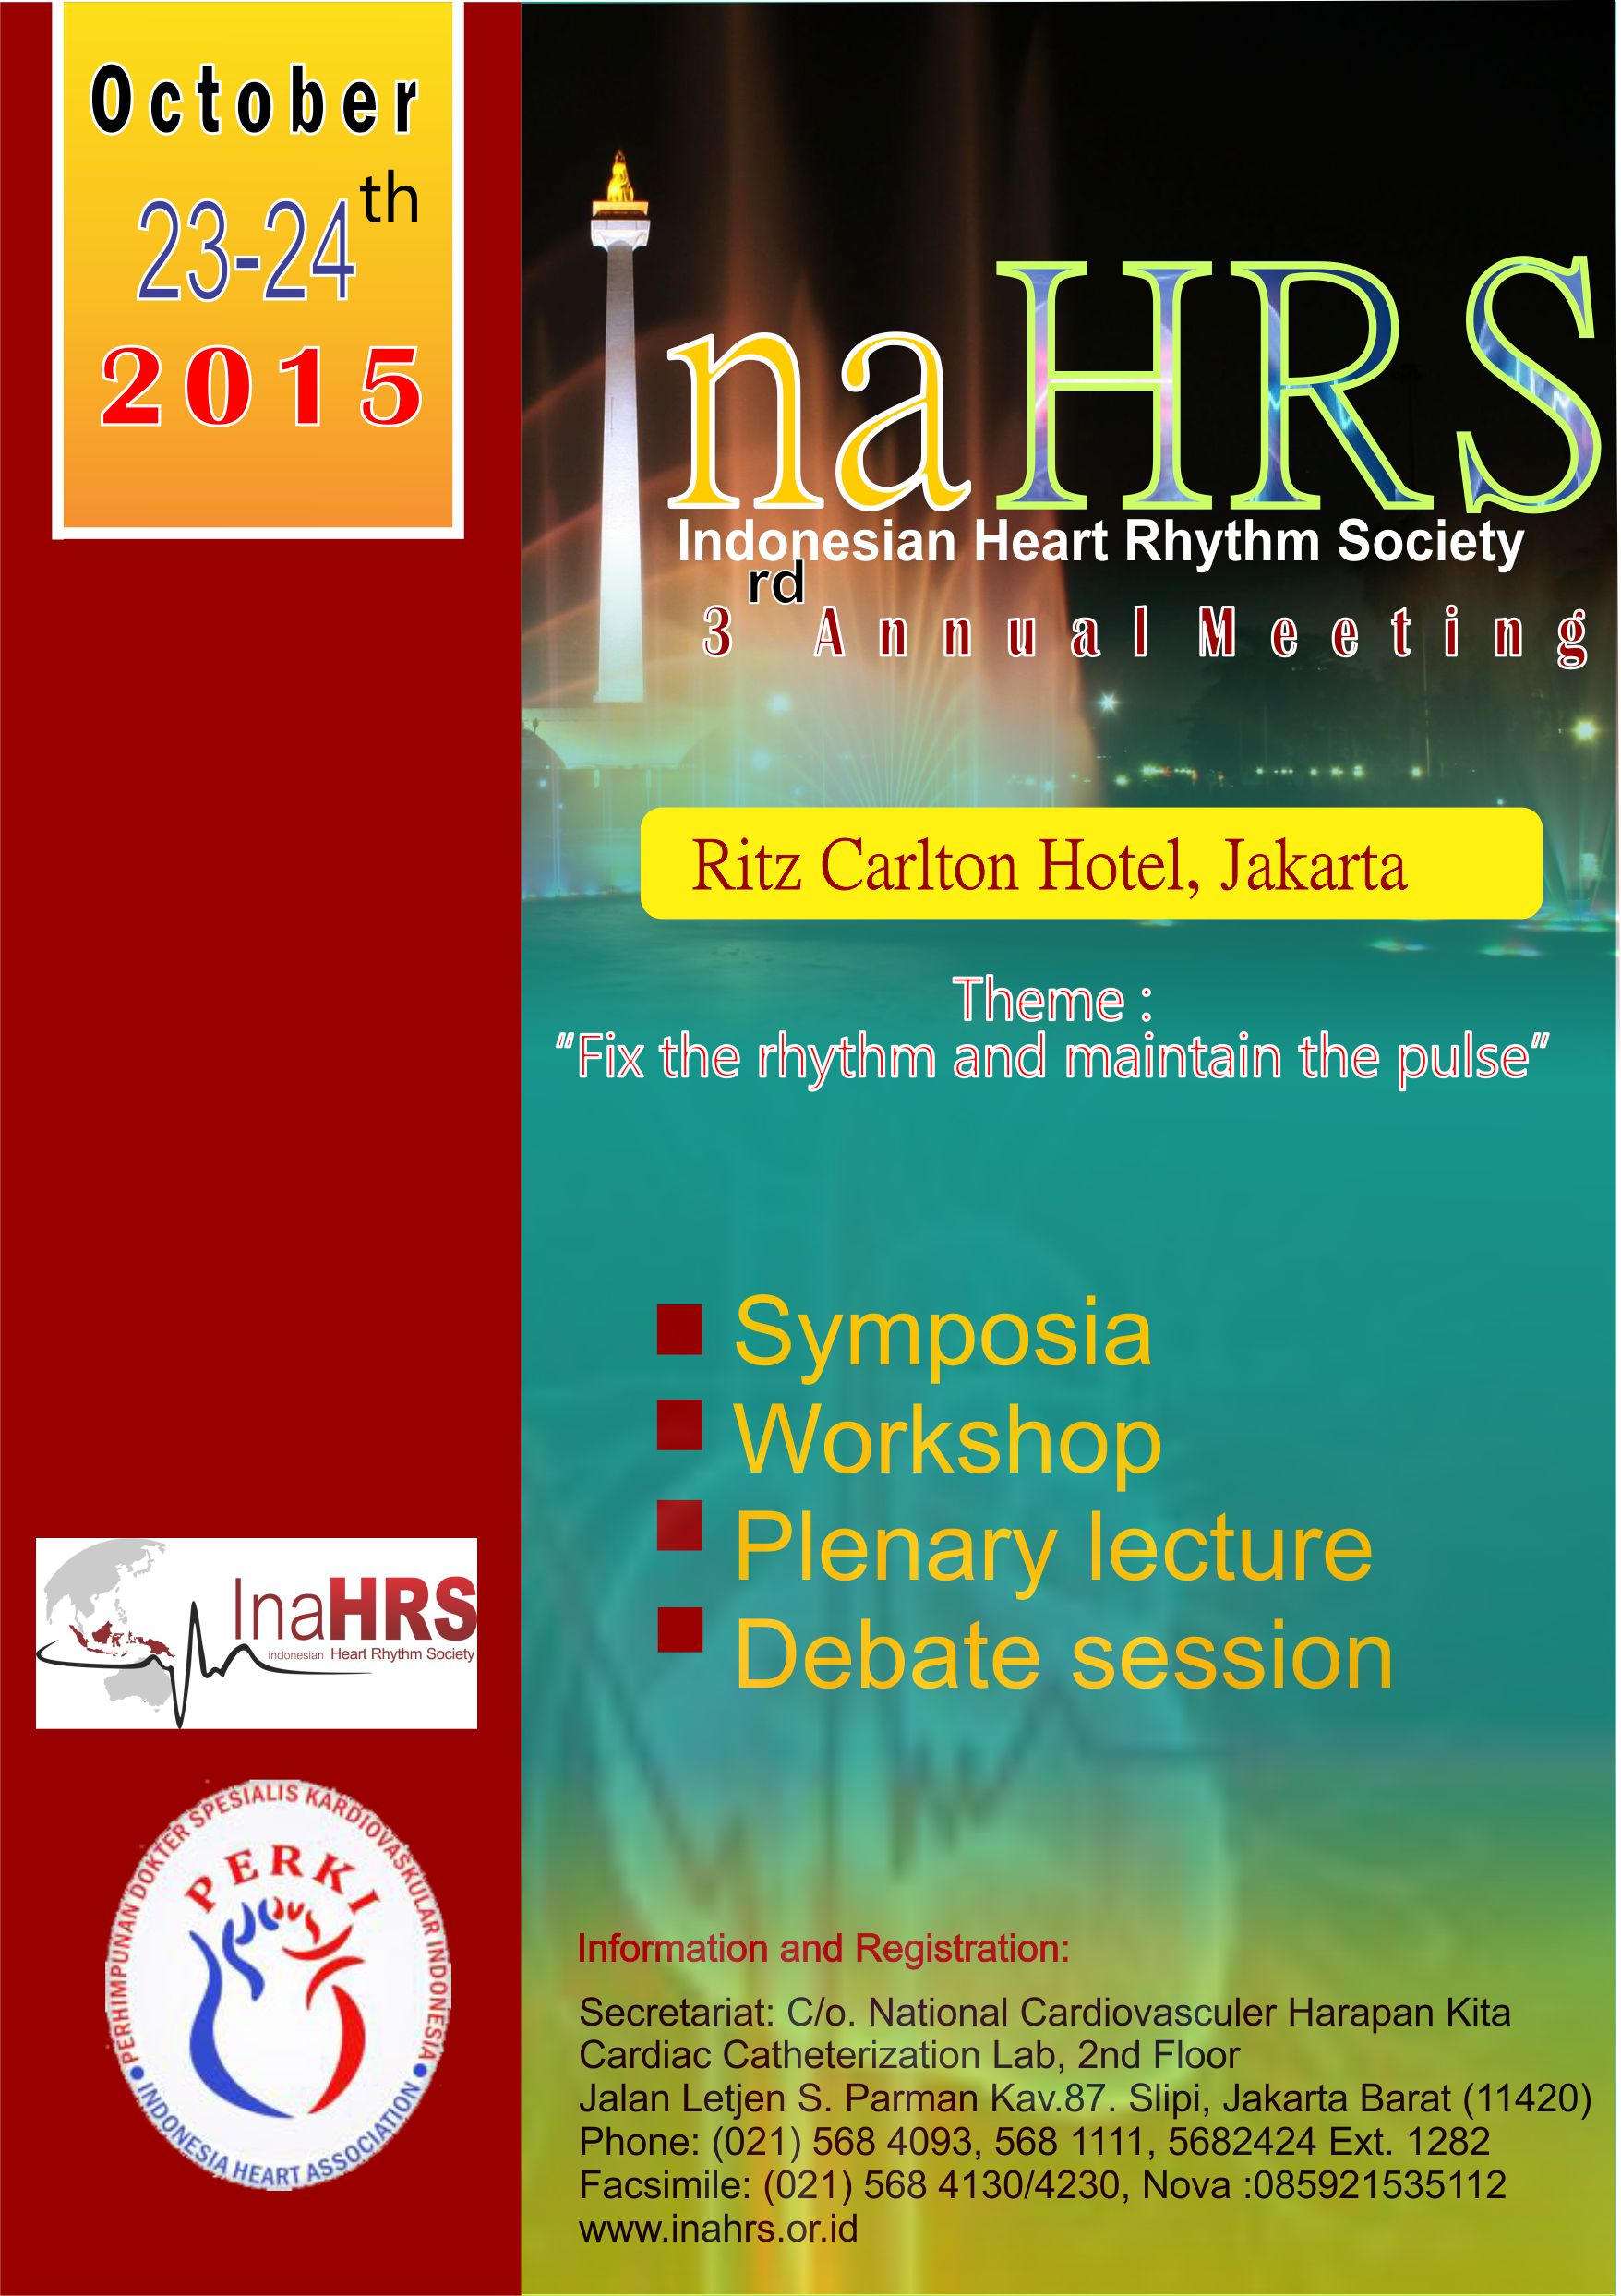 October
23-24th
2015
inaHRS
Indonesian Heart Rhythm Society
3rd Annual Meeting
Ritz Carlton Hotel, Jakarta
Theme :
“Fix the rhythm and maintain the pulse”
Symposia
Workshop
Plenary lecture
Debate session
InaHRS
indonesian Heart Rhythm Society
PERHIMPUNAN DOKTER SPESIALIS KARDIOVASKULAR INDONESIA
PERKI
INDONESIA HEART ASSOCIATION
Information and Registration:
Secretariat: C/o. National Cardiovasculer Harapan Kita
Cardiac Catheterization Lab, 2nd Floor
Jalan Letjen S. Parman Kav.87. Slipi, Jakarta Barat (11420)
Phone: (021) 568 4093, 568 1111, 5682424 Ext. 1282
Facsimile: (021) 568 4130/4230, Nova :085921535112
www.inahrs.or.id